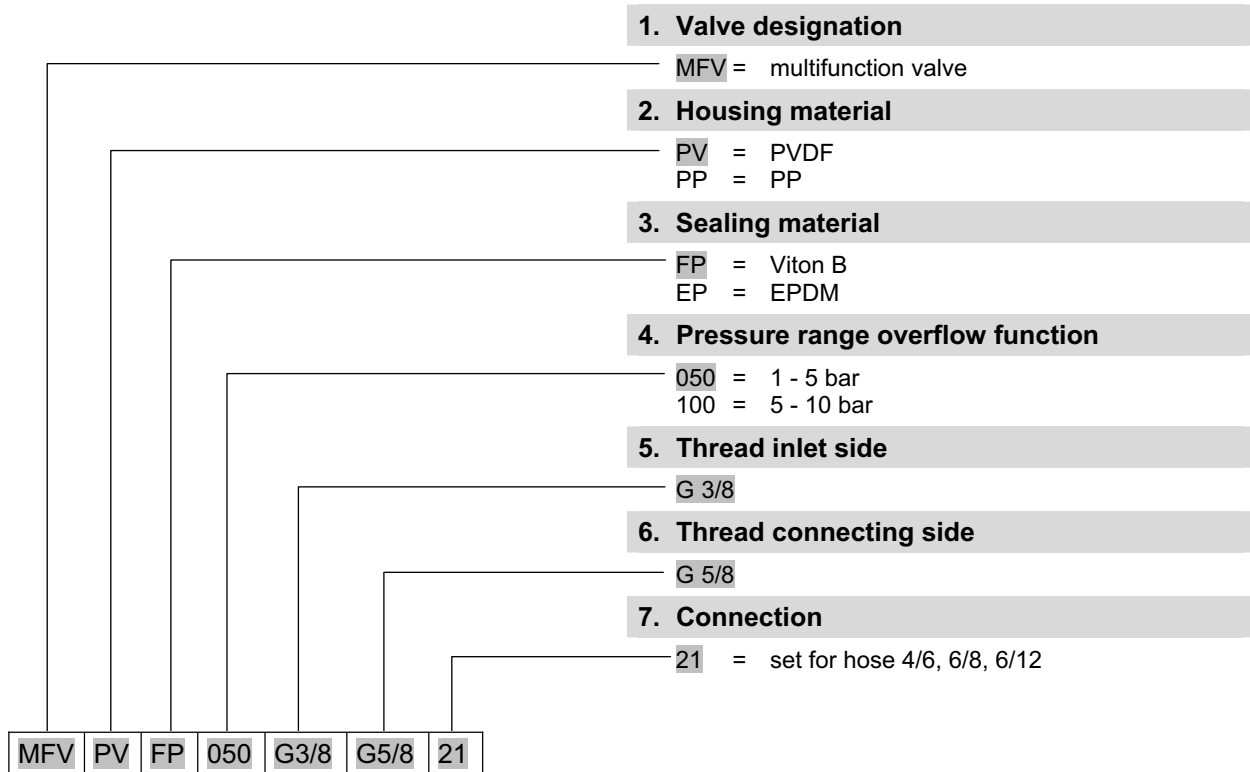 1. Valve designation
MFV = multifunction valve
2. Housing material
PV = PVDF
PP = PP
3. Sealing material
FP = Viton B
EP = EPDM
4. Pressure range overflow function
050 = 1 - 5 bar
100 = 5 - 10 bar
5. Thread inlet side
G 3/8
6. Thread connecting side
G 5/8
7. Connection
21 = set for hose 4/6, 6/8, 6/12
MFV PV FP 050 G3/8 G5/8 21